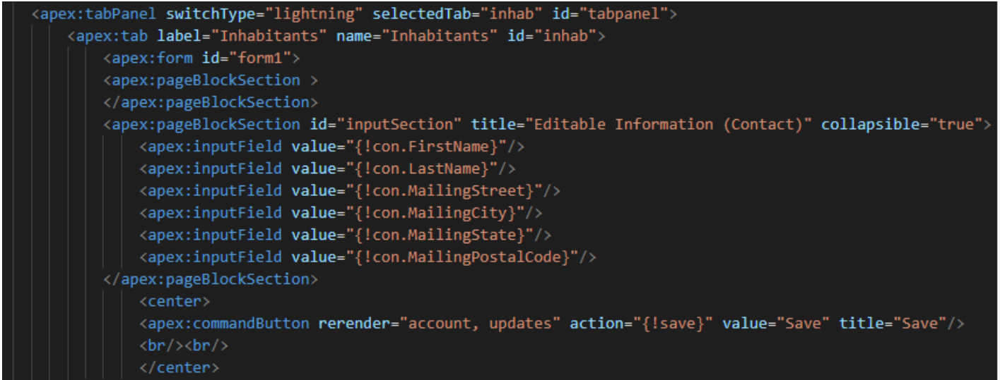 <apex:tabPanel switchType="lightning" selectedTab="inhab" id="tabpanel">
<apex:tab label="Inhabitants" name="Inhabitants" id="inhab">
<apex:form id="form1">
<apex:pageBlockSection >
</apex:pageBlockSection>
<apex:pageBlockSection id="inputSection" title="Editable Information (Contact)" collapsible="true">
<apex:inputField value="{!con.FirstName}"/>
<apex:inputField value="{!con.LastName}"/>
<apex:inputField value="{!con.MailingStreet}"/>
<apex:inputField value="{!con.MailingCity}"/>
<apex:inputField value="{!con.MailingState}"/>
<apex:inputField value="{!con.MailingPostalCode}"/>
</apex:pageBlockSection>
<center>
<apex:commandButton rerender="account, updates" action="{!save}" value="Save" title="Save"/>
<br/><br/>
</center>